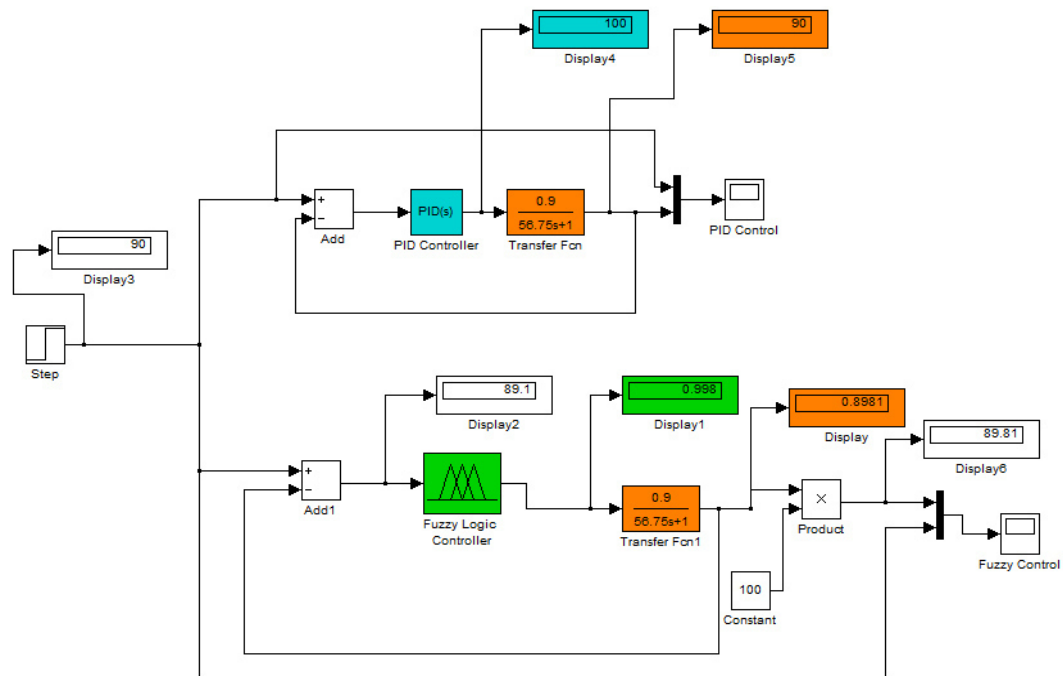 100
Display4
90
Display5
+
−
Add
PID(s)
PID Controller
0.9
56.75s+1
Transfer Fcn
PID Control
90
Display3
Step
89.1
Display2
0.998
Display1
0.8981
Display
89.81
Display6
+
−
Add1
Fuzzy Logic
Controller
0.9
56.75s+1
Transfer Fcn1
×
Product
Fuzzy Control
100
Constant